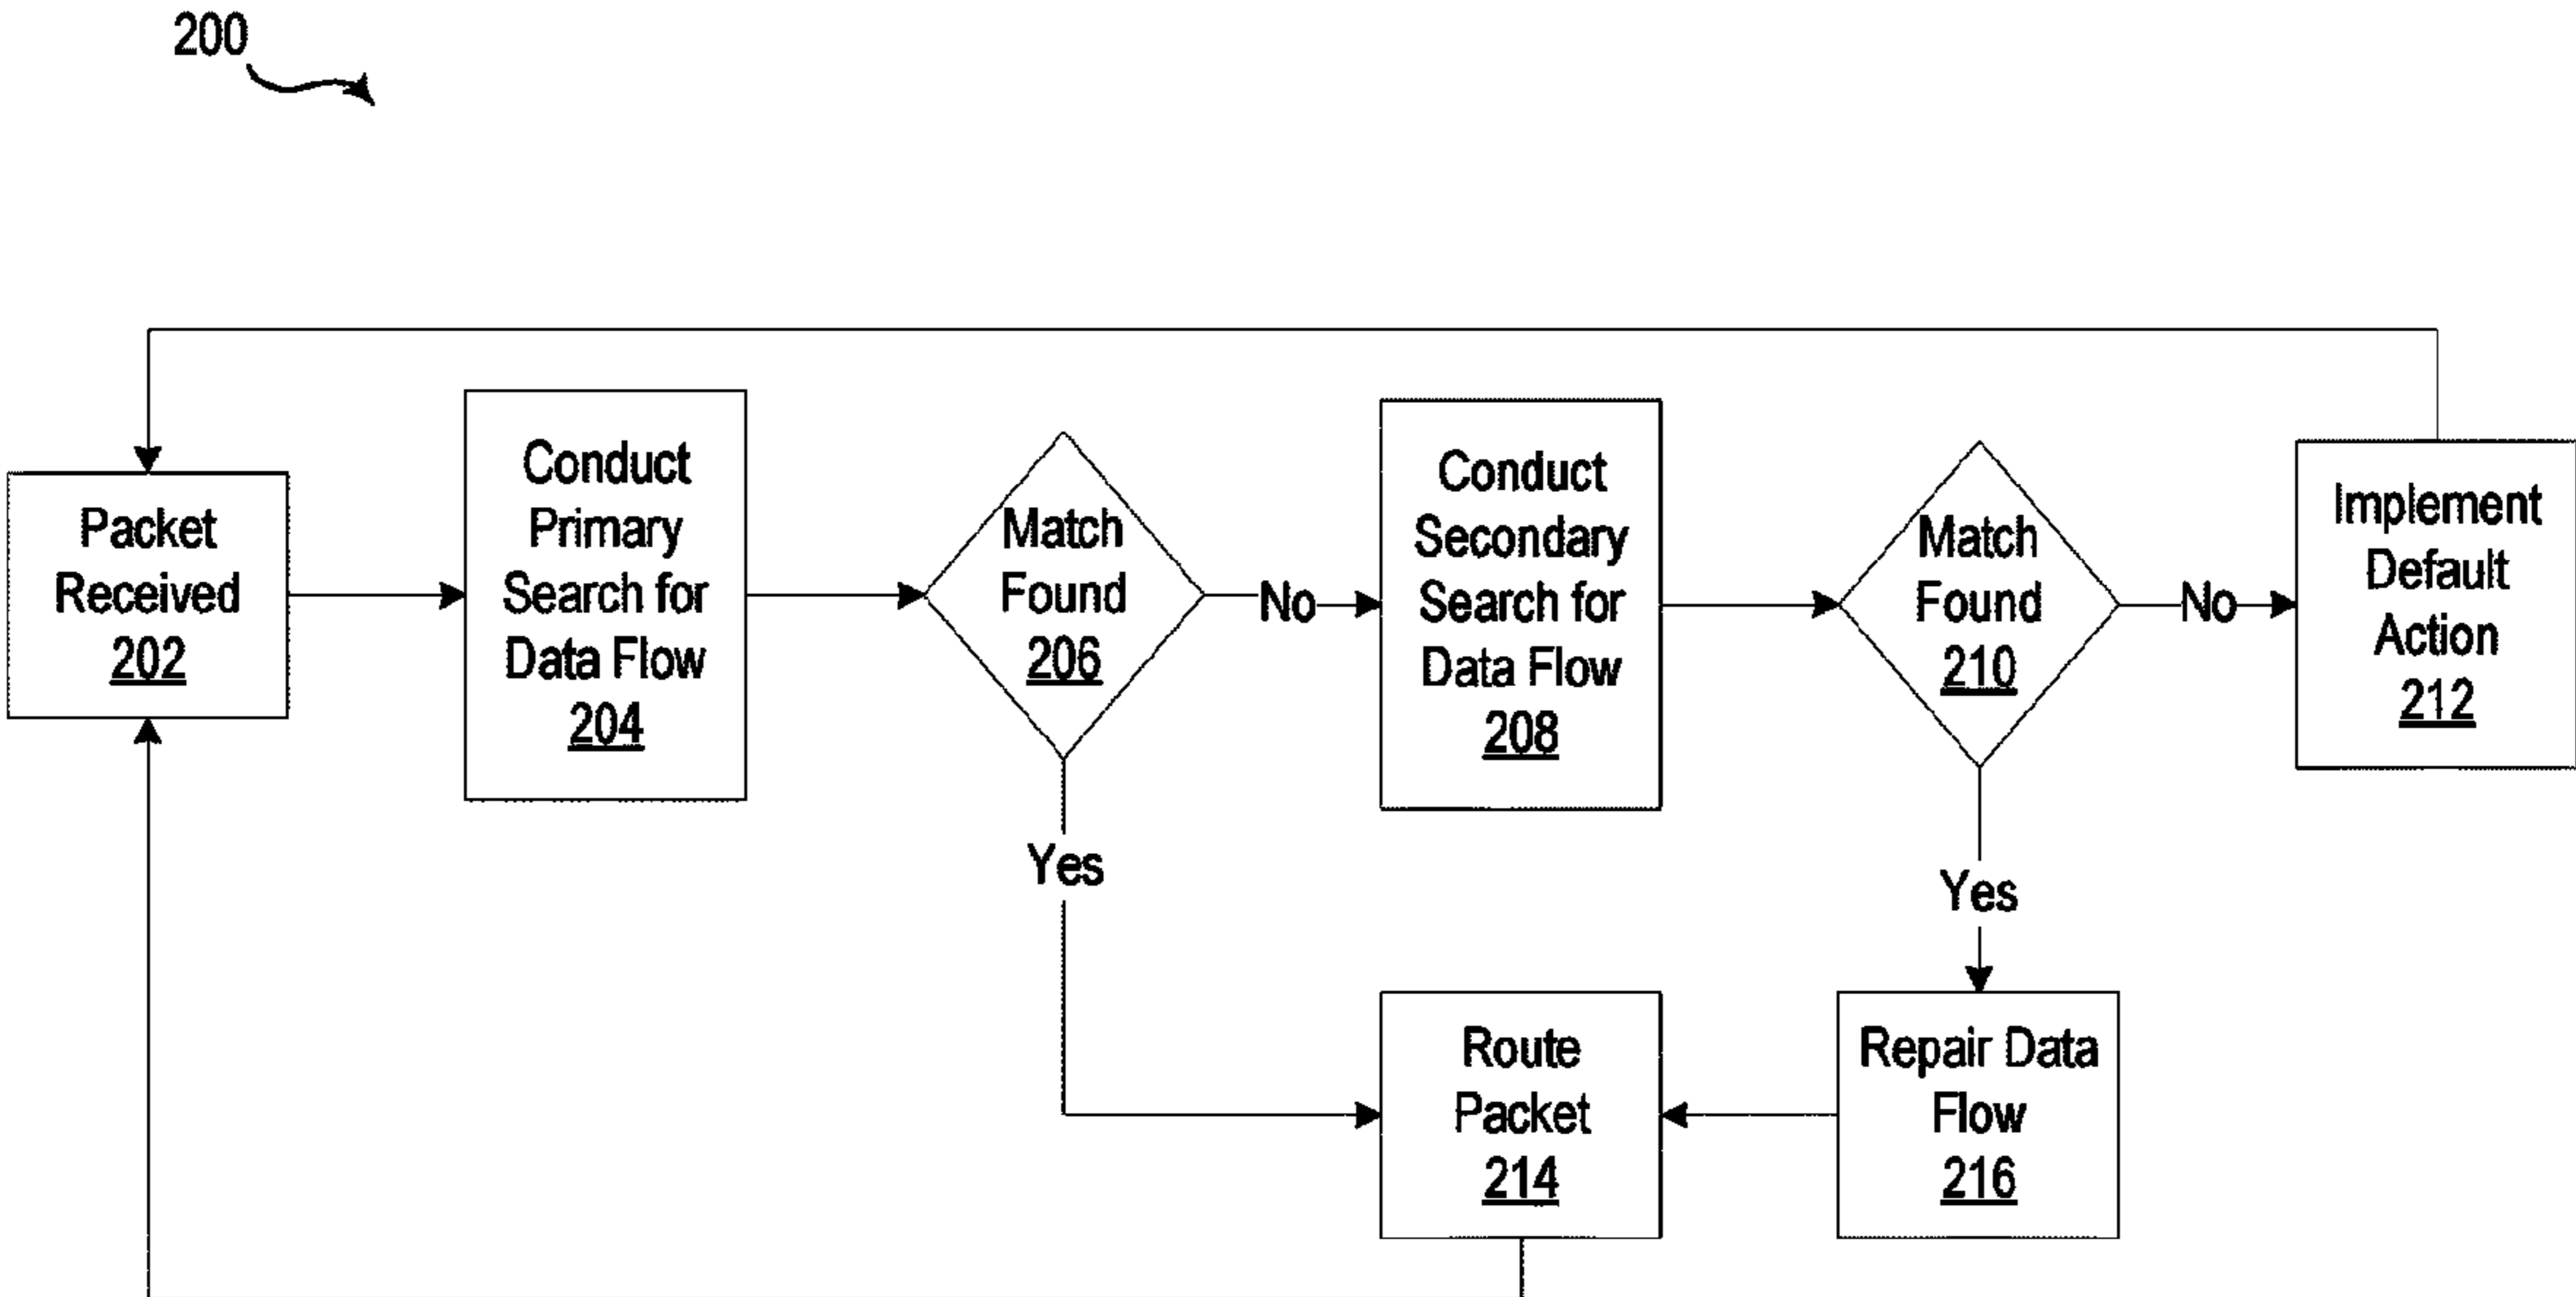 200
Packet
Received
202
Conduct
Primary
Search for
Data Flow
204
Match
Found
206
No
Conduct
Secondary
Search for
Data Flow
208
Match
Found
210
No
Implement
Default
Action
212
Yes
Yes
Route
Packet
214
Repair Data
Flow
216